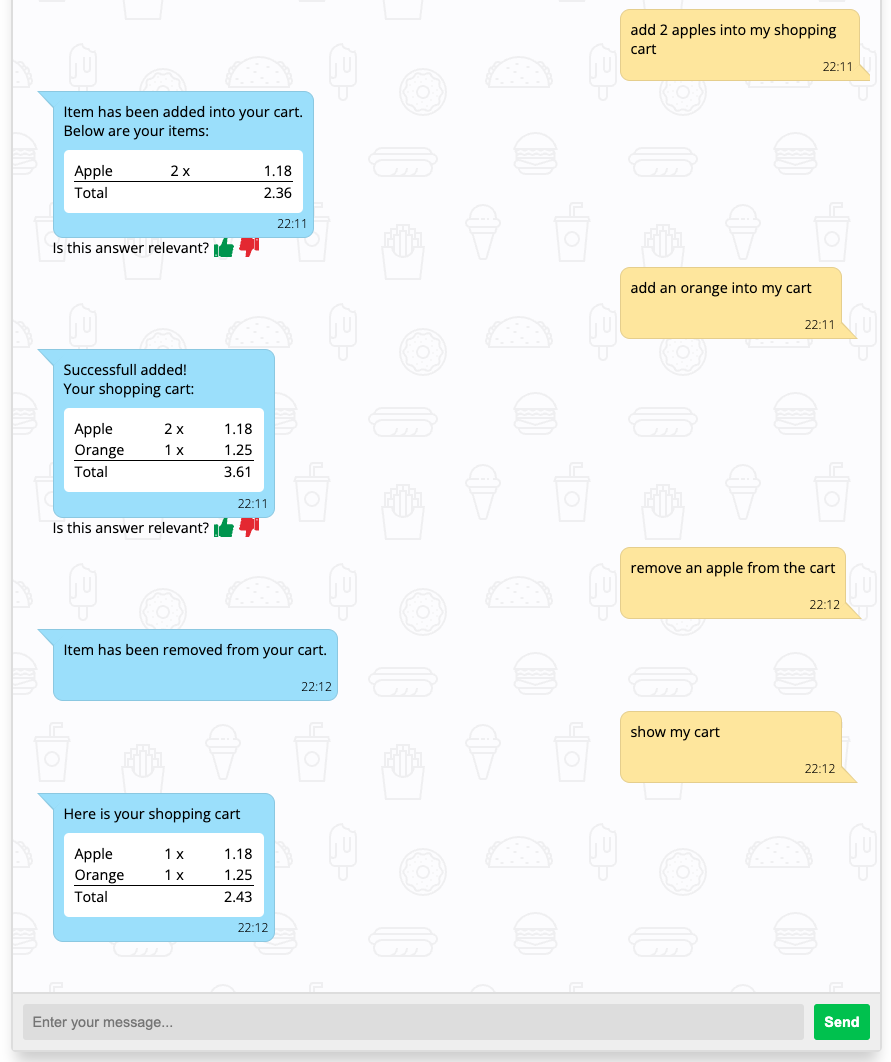 add 2 apples into my shopping
cart
22:11
Item has been added into your cart.
Below are your items:
Apple 2 x 1.18
Total 2.36
22:11
Is this answer relevant?
add an orange into my cart
22:11
Successfull added!
Your shopping cart:
Apple 2 x 1.18
Orange 1 x 1.25
Total 3.61
22:11
Is this answer relevant?
remove an apple from the cart
22:12
Item has been removed from your cart.
22:12
show my cart
22:12
Here is your shopping cart
Apple 1 x 1.18
Orange 1 x 1.25
Total 2.43
22:12
Enter your message... Send